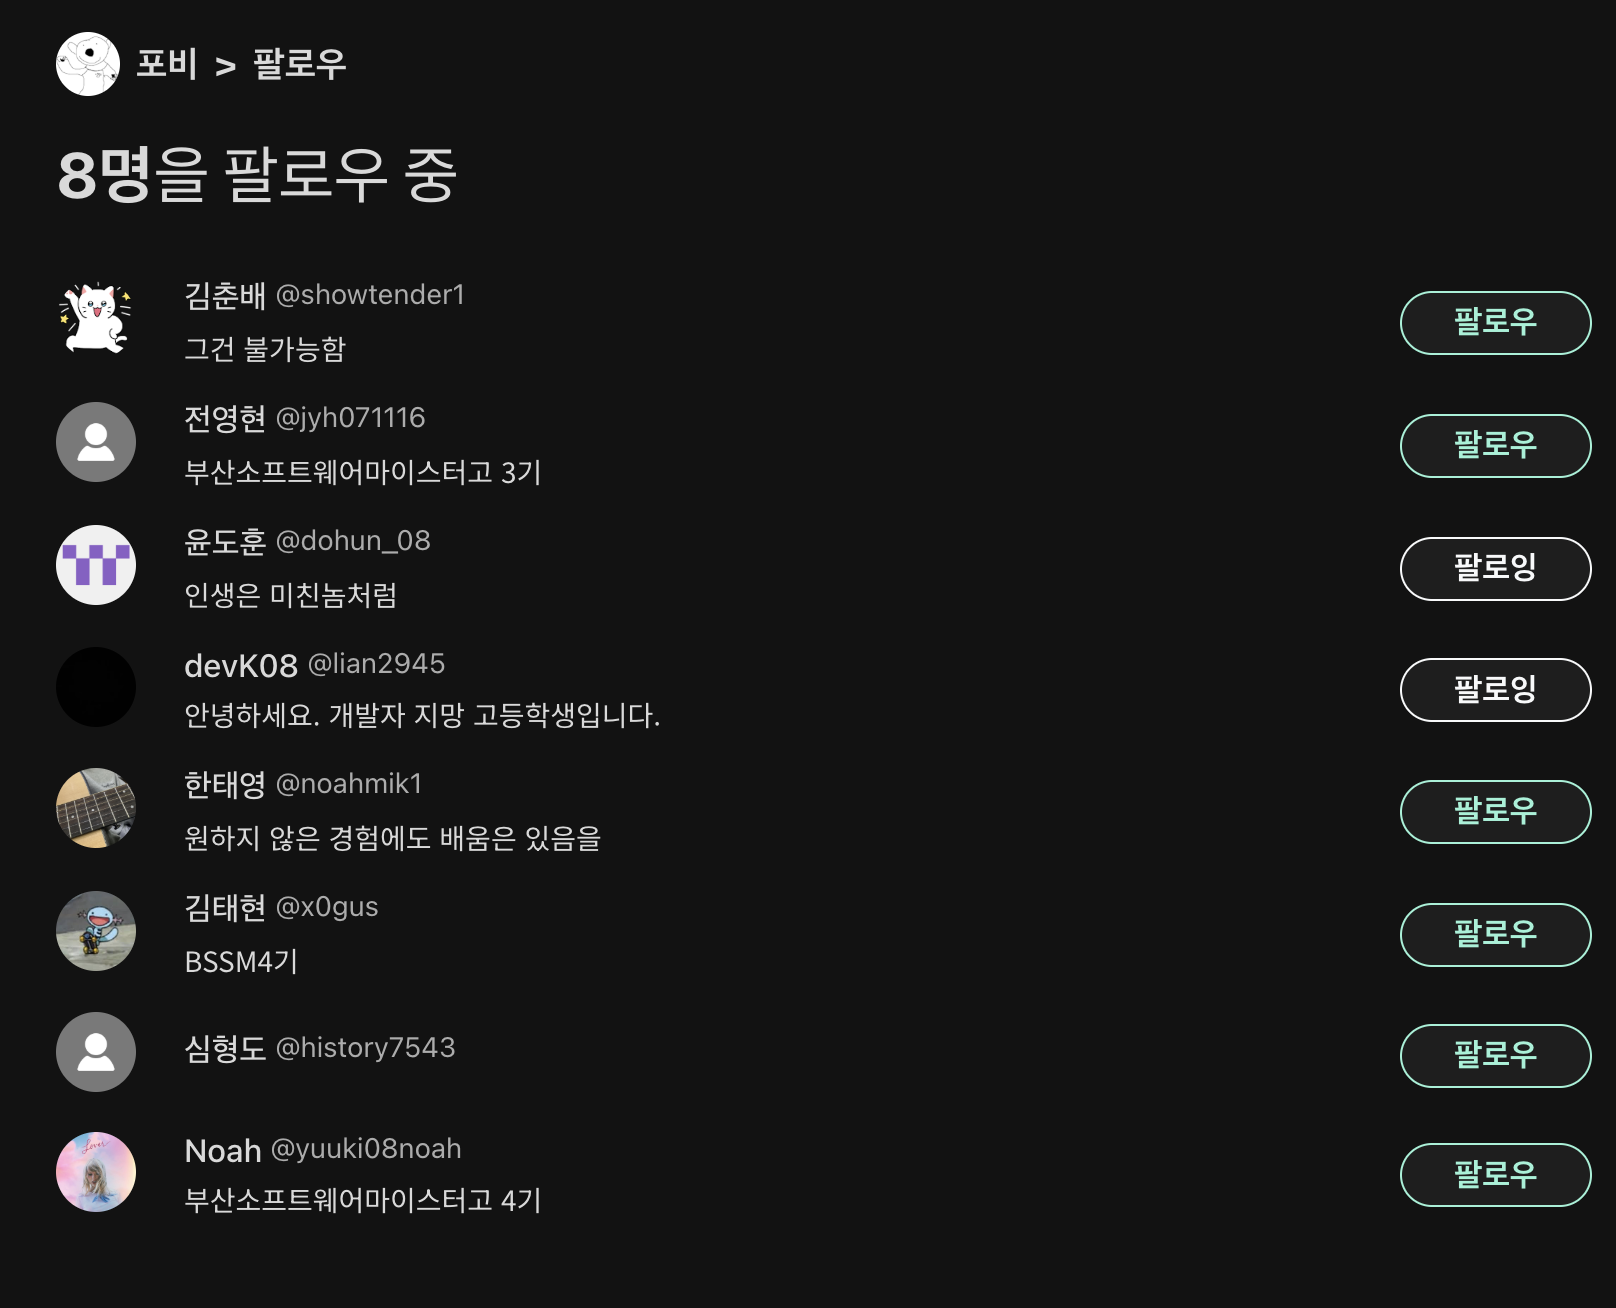 포비 > 팔로우
8명을 팔로우 중
김춘배 @showtender1
팔로우
그건 불가능함
전영현 @jyh071116
팔로우
부산소프트웨어마이스터고 3기
윤도훈 @dohun_08
팔로잉
인생은 미친놈처럼
devK08 @lian2945
팔로잉
안녕하세요. 개발자 지망 고등학생입니다.
한태영 @noahmik1
팔로우
원하지 않은 경험에도 배움은 있음을
김태현 @x0gus
팔로우
BSSM4기
심형도 @history7543
팔로우
Lover
Noah @yuuki08noah
팔로우
부산소프트웨어마이스터고 4기